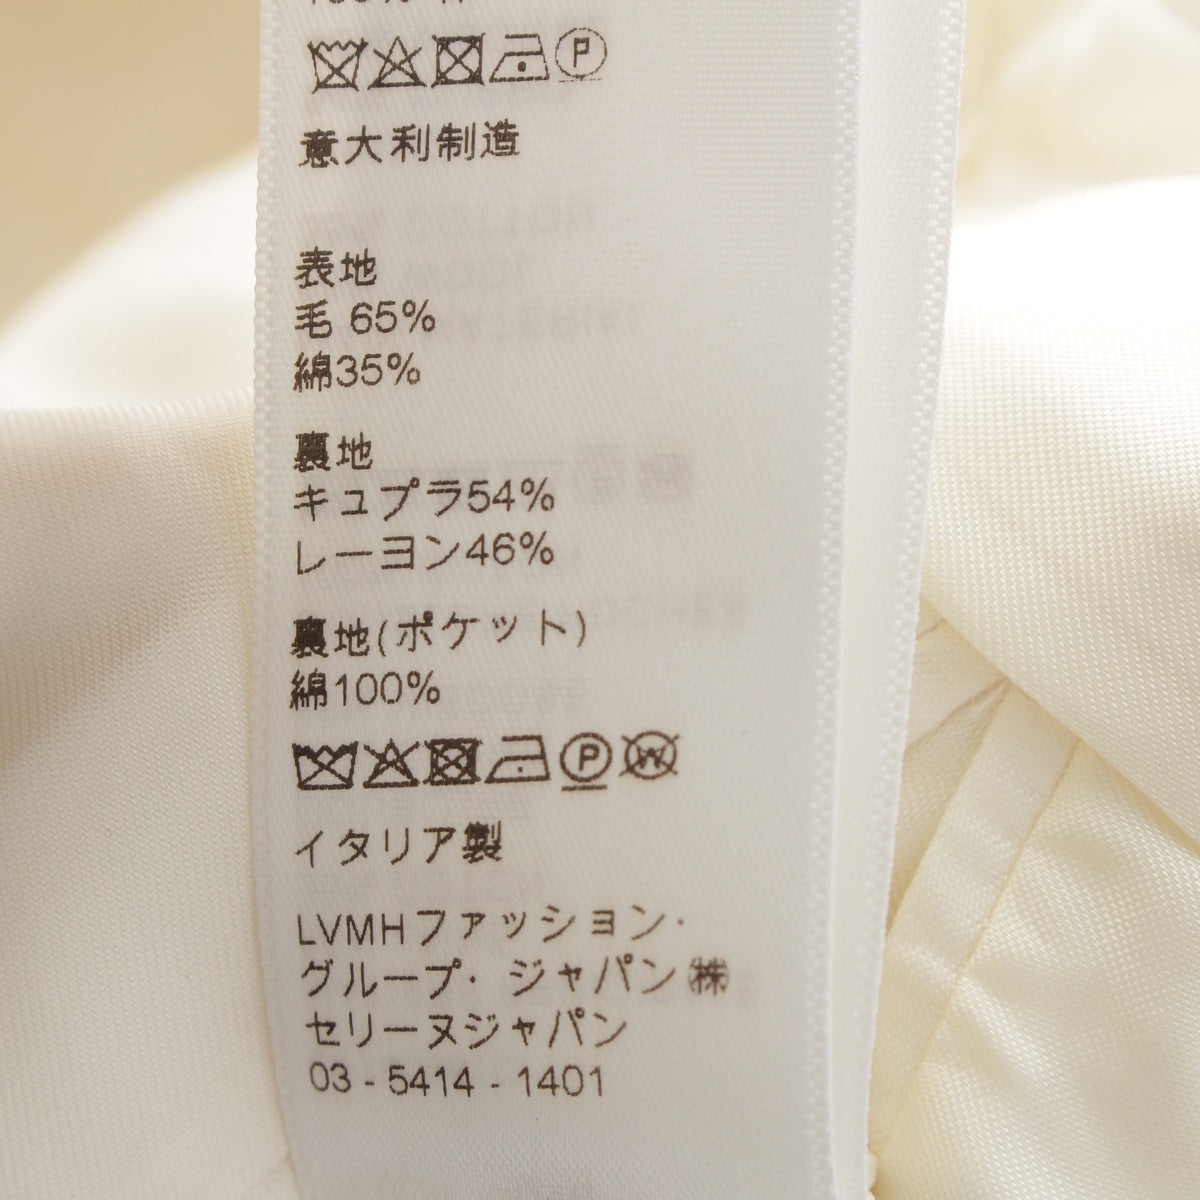 意大利制造
表地
毛 65%
綿35%
裏地
キュプラ54%
レーヨン46%
裏地(ポケット)
綿100%
イタリア製
LVMHファッション・
グループ・ジャパン㈱
セリーヌジャパン
03-5414-1401